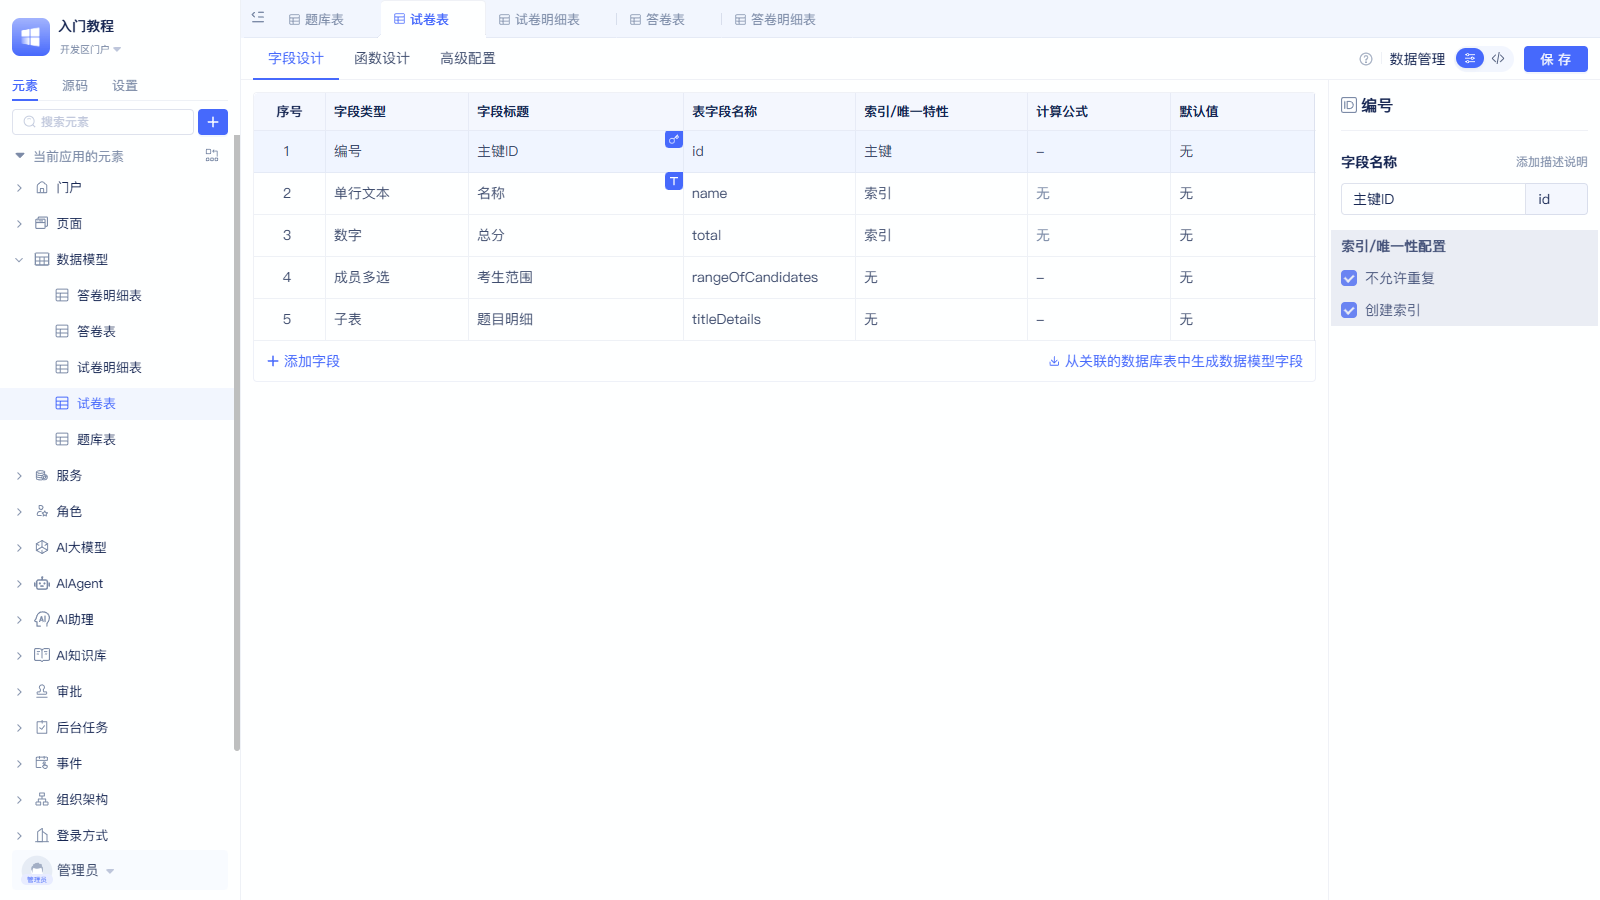 入门教程
开发区门户
元素 源码 设置
搜索元素
当前应用的元素
门户
页面
数据模型
答卷明细表
答卷表
试卷明细表
试卷表
题库表
服务
角色
AI大模型
AIAgent
AI助理
AI知识库
审批
后台任务
事件
组织架构
登录方式
管理员 管理员
题库表 试卷表 试卷明细表 答卷表 答卷明细表
字段设计 函数设计 高级配置 数据管理 保存
序号 字段类型 字段标题 表字段名称 索引/唯一特性 计算公式 默认值
1 编号 主键ID id 主键 – 无
2 单行文本 名称 T name 索引 无 无
3 数字 总分 total 索引 无 无
4 成员多选 考生范围 rangeOfCandidates 无 – 无
5 子表 题目明细 titleDetails 无 – 无
添加字段 从关联的数据库表中生成数据模型字段
ID 编号
字段名称 添加描述说明
主键ID id
索引/唯一性配置
不允许重复
创建索引